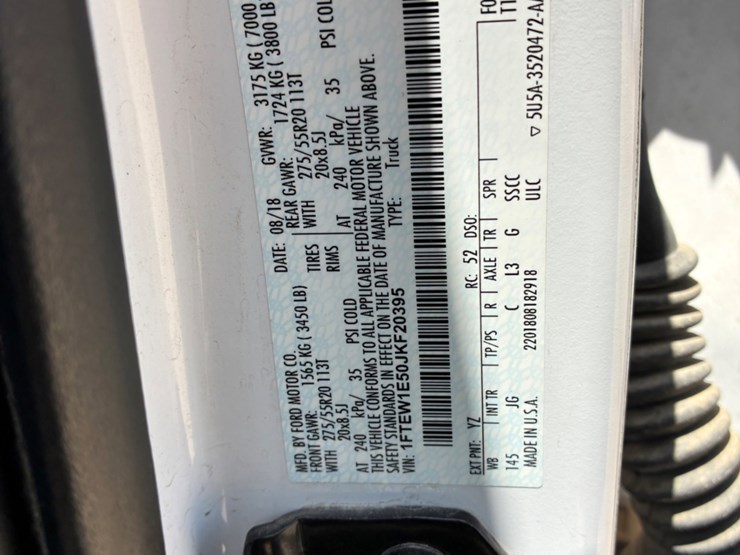 MFD. BY FORD MOTOR CO. DATE: 08/18 GVWR: 3175 KG ( 7000
FRONT GAWR: 1565 KG ( 3450 LB) REAR GAWR: 1724 KG ( 3800 LB
WITH 275/55R20 113T TIRES WITH 275/55R20 113T
20x8.5J RIMS 20x8.5J
AT 240 kPa/ 35 PSI COLD AT 240 kPa/ 35 PSI COL
THIS VEHICLE CONFORMS TO ALL APPLICABLE FEDERAL MOTOR VEHICLE
SAFETY STANDARDS IN EFFECT ON THE DATE OF MANUFACTURE SHOWN ABOVE.
VIN: 1FTEW1E50JKF20395 TYPE: Truck
EXT PNT: YZ RC: 52 DSO: FO
WB INT TR TP/PS R AXLE TR SPR T1
145 JG C L3 G SSCC
MADE IN U.S.A. 2201808182918 ULC ▽ 5U5A-3520472-A